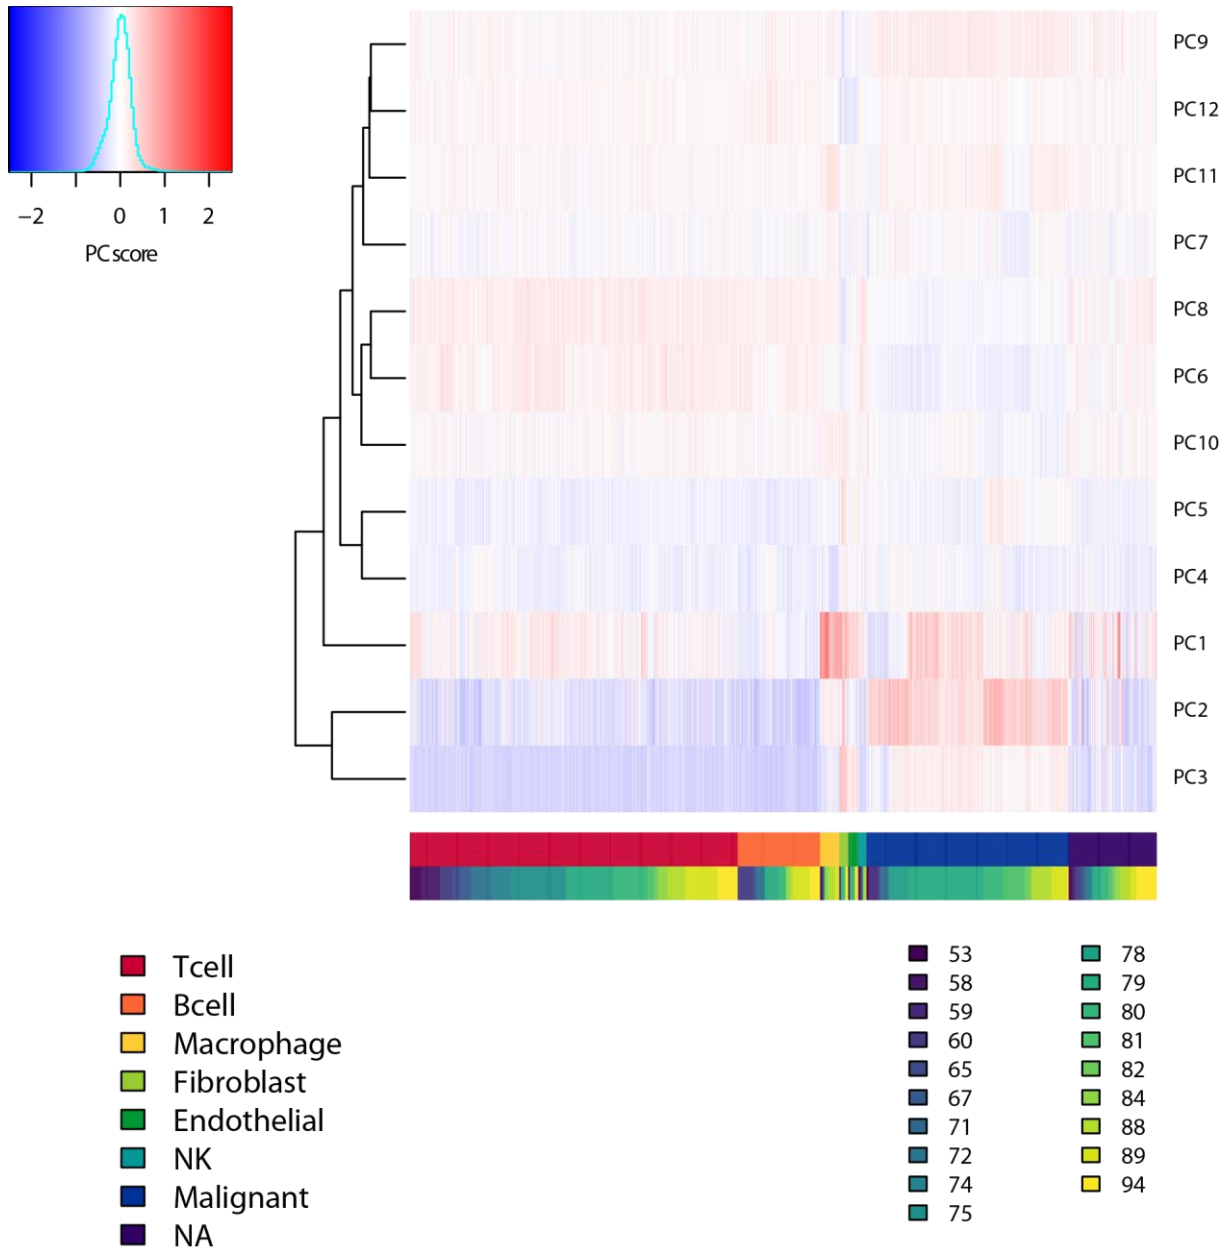 −2 0 1 2
PC score
PC9
PC12
PC11
PC7
PC8
PC6
PC10
PC5
PC4
PC1
PC2
PC3
Tcell
Bcell
Macrophage
Fibroblast
Endothelial
NK
Malignant
NA
53
58
59
60
65
67
71
72
74
75
78
79
80
81
82
84
88
89
94